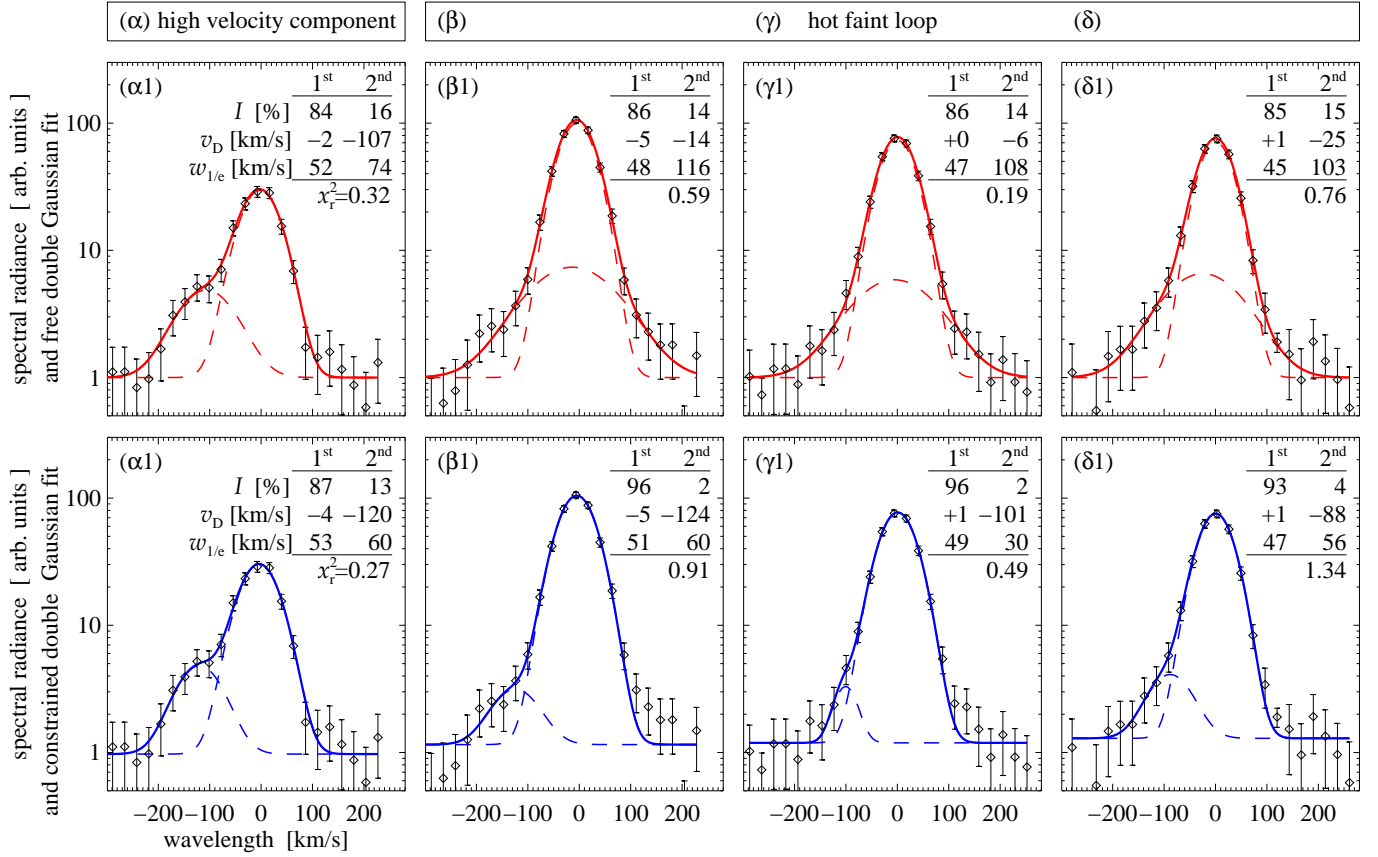 (α) high velocity component
(β) (γ) hot faint loop (δ)
spectral radiance [ arb. units ]
and free double Gaussian fit
100
10
1
(α1)
1st 2nd
I [%] 84 16
vD [km/s] −2 −107
w1/e [km/s] 52 74
x²r=0.32
(β1)
1st 2nd
86 14
−5 −14
48 116
0.59
(γ1)
1st 2nd
86 14
+0 −6
47 108
0.19
(δ1)
1st 2nd
85 15
+1 −25
45 103
0.76
spectral radiance [ arb. units ]
and constrained double Gaussian fit
100
10
1
(α1)
1st 2nd
I [%] 87 13
vD [km/s] −4 −120
w1/e [km/s] 53 60
x²r=0.27
(β1)
1st 2nd
96 2
−5 −124
51 60
0.91
(γ1)
1st 2nd
96 2
+1 −101
49 30
0.49
(δ1)
1st 2nd
93 4
+1 −88
47 56
1.34
−200 −100 0 100 200
−200 −100 0 100 200
−200 −100 0 100 200
−200 −100 0 100 200
wavelength [km/s]